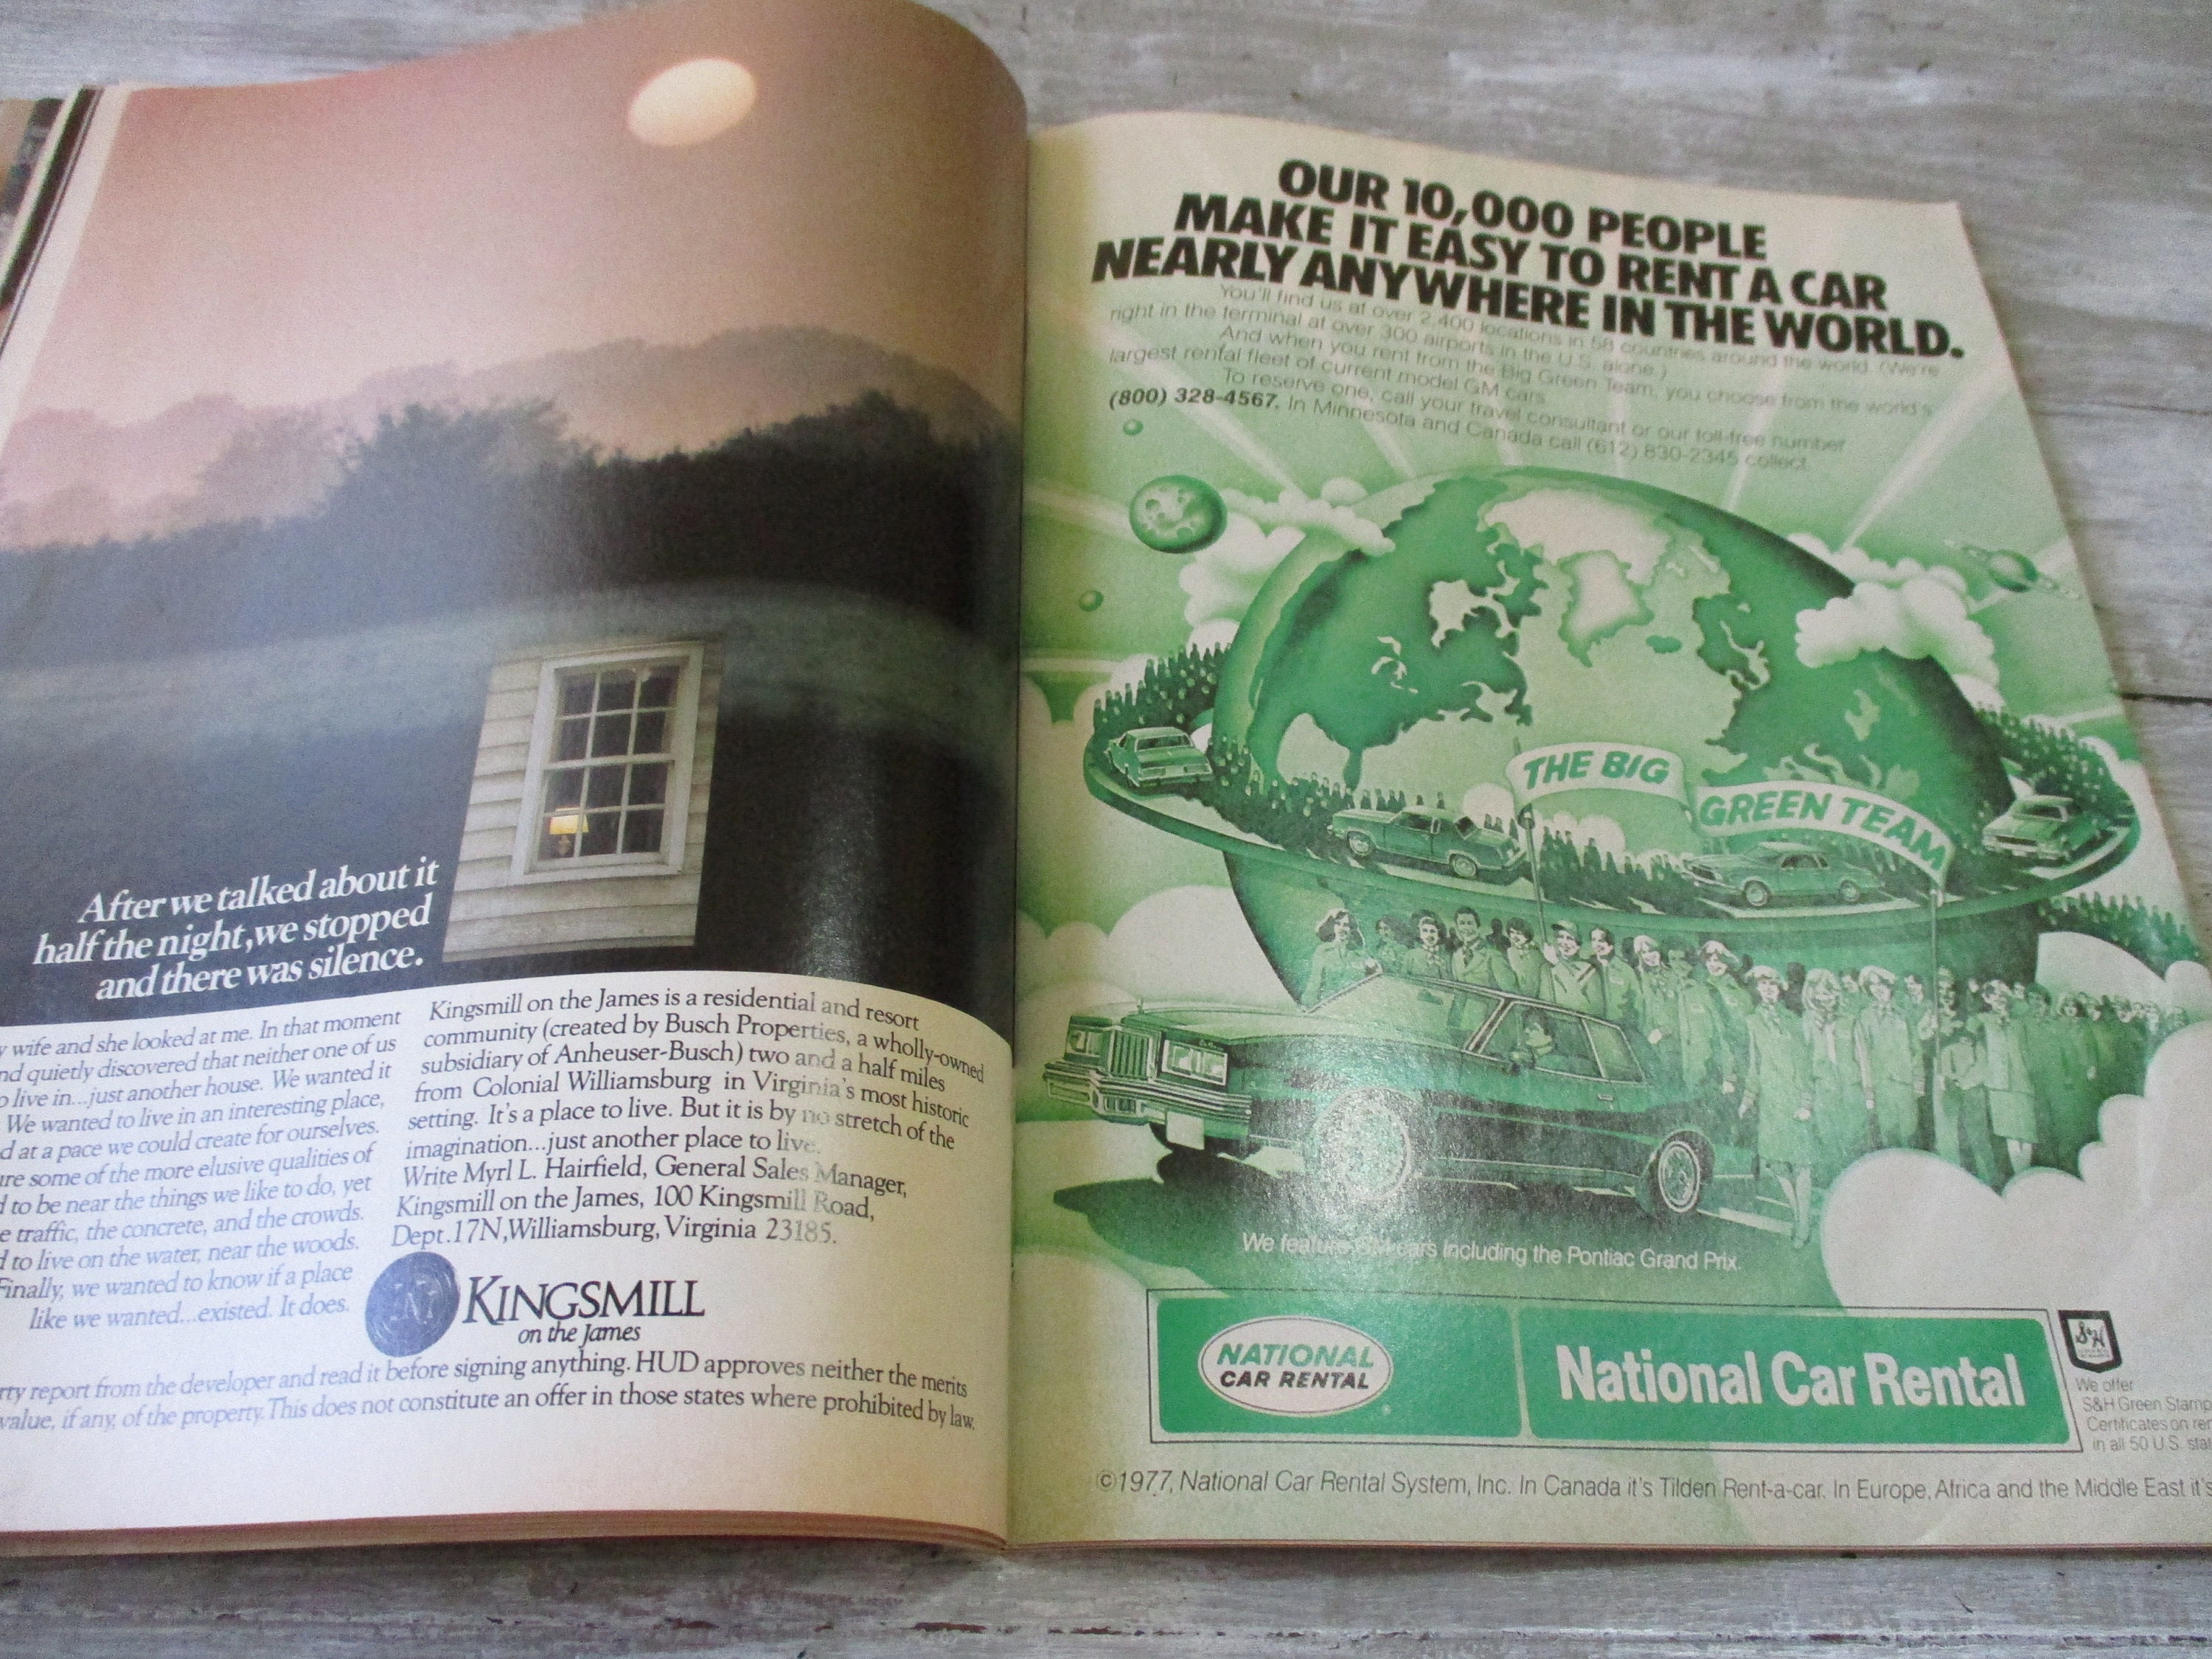 After we talked about it
half the night, we stopped
and there was silence.
wife and she looked at me. In that moment
and quietly discovered that neither one of us
live in...just another house. We wanted it
We wanted to live in an interesting place,
at a pace we could create for ourselves.
some of the more elusive qualities of
to be near the things we like to do, yet
traffic, the concrete, and the crowds.
to live on the water, near the woods.
Finally, we wanted to know if a place
like we wanted...existed. It does.
Kingsmill on the James is a residential and resort
community (created by Busch Properties, a wholly-owned
subsidiary of Anheuser-Busch) two and a half miles
from Colonial Williamsburg in Virginia's most historic
setting. It's a place to live. But it is by no stretch of the
imagination...just another place to live.
Write Myrl L. Hairfield, General Sales Manager,
Kingsmill on the James, 100 Kingsmill Road,
Dept.17N, Williamsburg, Virginia 23185.
KINGSMILL
on the James
report from the developer and read it before signing anything. HUD approves neither the merits
value, if any, of the property. This does not constitute an offer in those states where prohibited by law.
OUR 10,000 PEOPLE
MAKE IT EASY TO RENT A CAR
NEARLY ANYWHERE IN THE WORLD.
You'll find us at over 2,400 locations in 58 countries around the world. (We're
right in the terminal at over 300 airports in the U.S. alone.)
And when you rent from the Big Green Team, you choose from the world's
largest rental fleet of current model GM cars.
To reserve one, call your travel consultant or our toll-free number
(800) 328-4567. In Minnesota and Canada call (612) 830-2345 collect.
THE BIG
GREEN TEAM
We feature GM cars including the Pontiac Grand Prix.
NATIONAL
CAR RENTAL
National Car Rental
S&H
We offer
S&H Green Stamp
Certificates on
in all 50 U.S.
©1977, National Car Rental System, Inc. In Canada it's Tilden Rent-a-car. In Europe, Africa and the Middle East it's